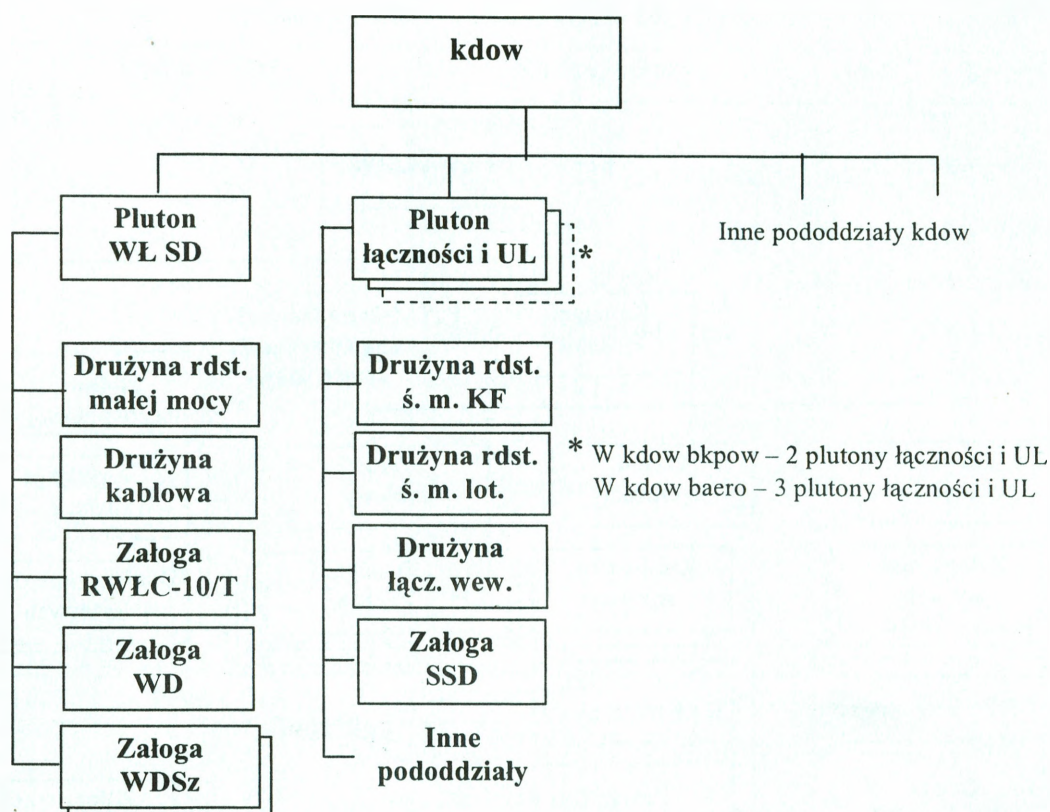 kdow
Pluton
WŁ SD
Pluton
łączności i UL
*
Inne pododdziały kdow
Drużyna rdst.
małej mocy
Drużyna
kablowa
Załoga
RWŁC-10/T
Załoga
WD
Załoga
WDSz
Drużyna rdst.
ś. m. KF
Drużyna rdst.
ś. m. lot.
Drużyna
łącz. wew.
Załoga
SSD
Inne
pododdziały
* W kdow bkpow – 2 plutony łączności i UL
W kdow baero – 3 plutony łączności i UL